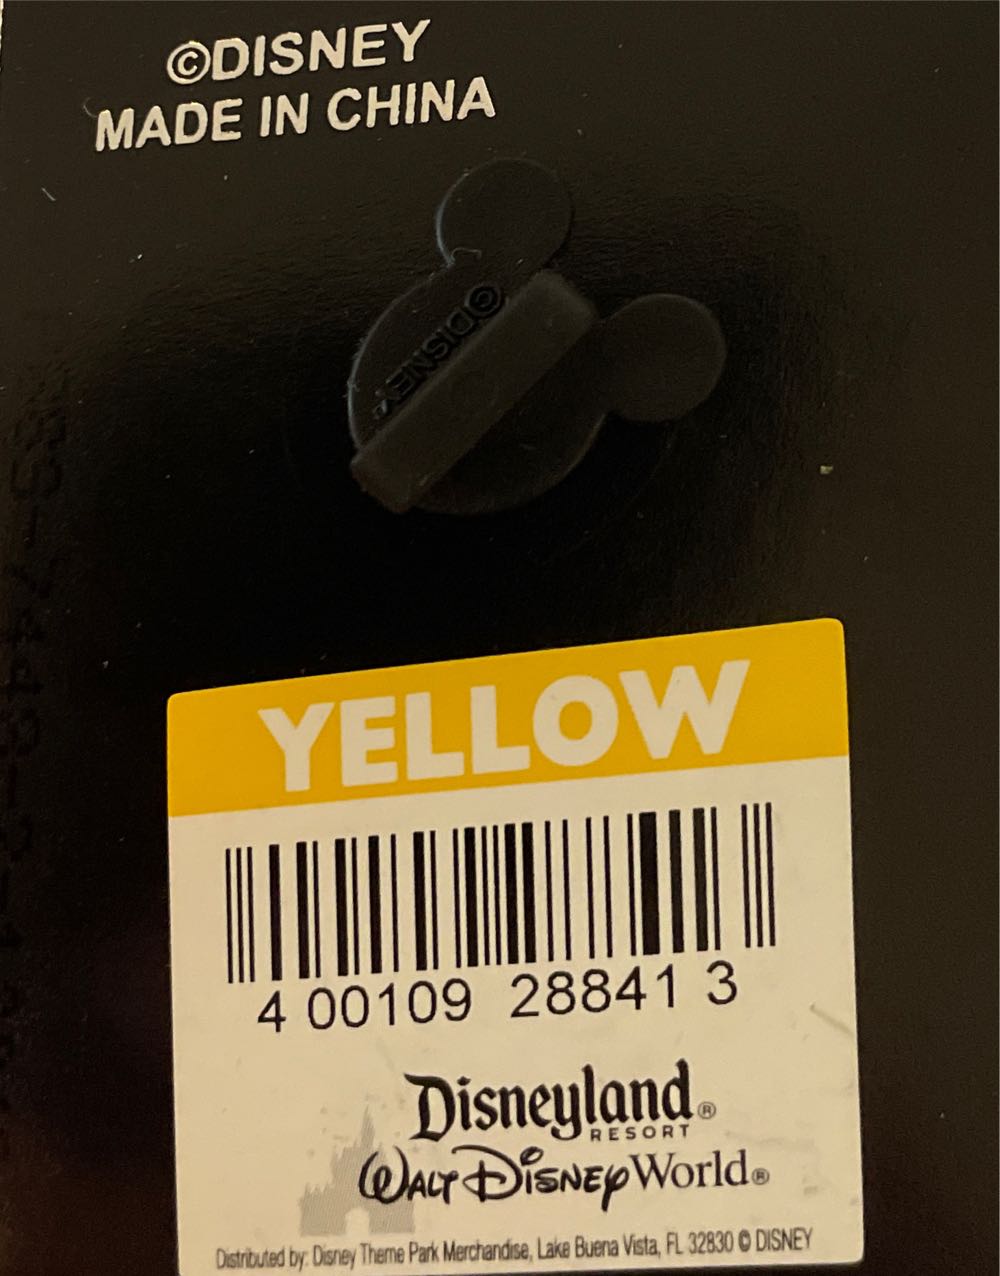 ©DISNEY
MADE IN CHINA
©DISNEY
YELLOW
4 00109 28841 3
Disneyland®
RESORT
WALT DISNEY World®
Distributed by: Disney Theme Park Merchandise, Lake Buena Vista, FL 32830 © DISNEY